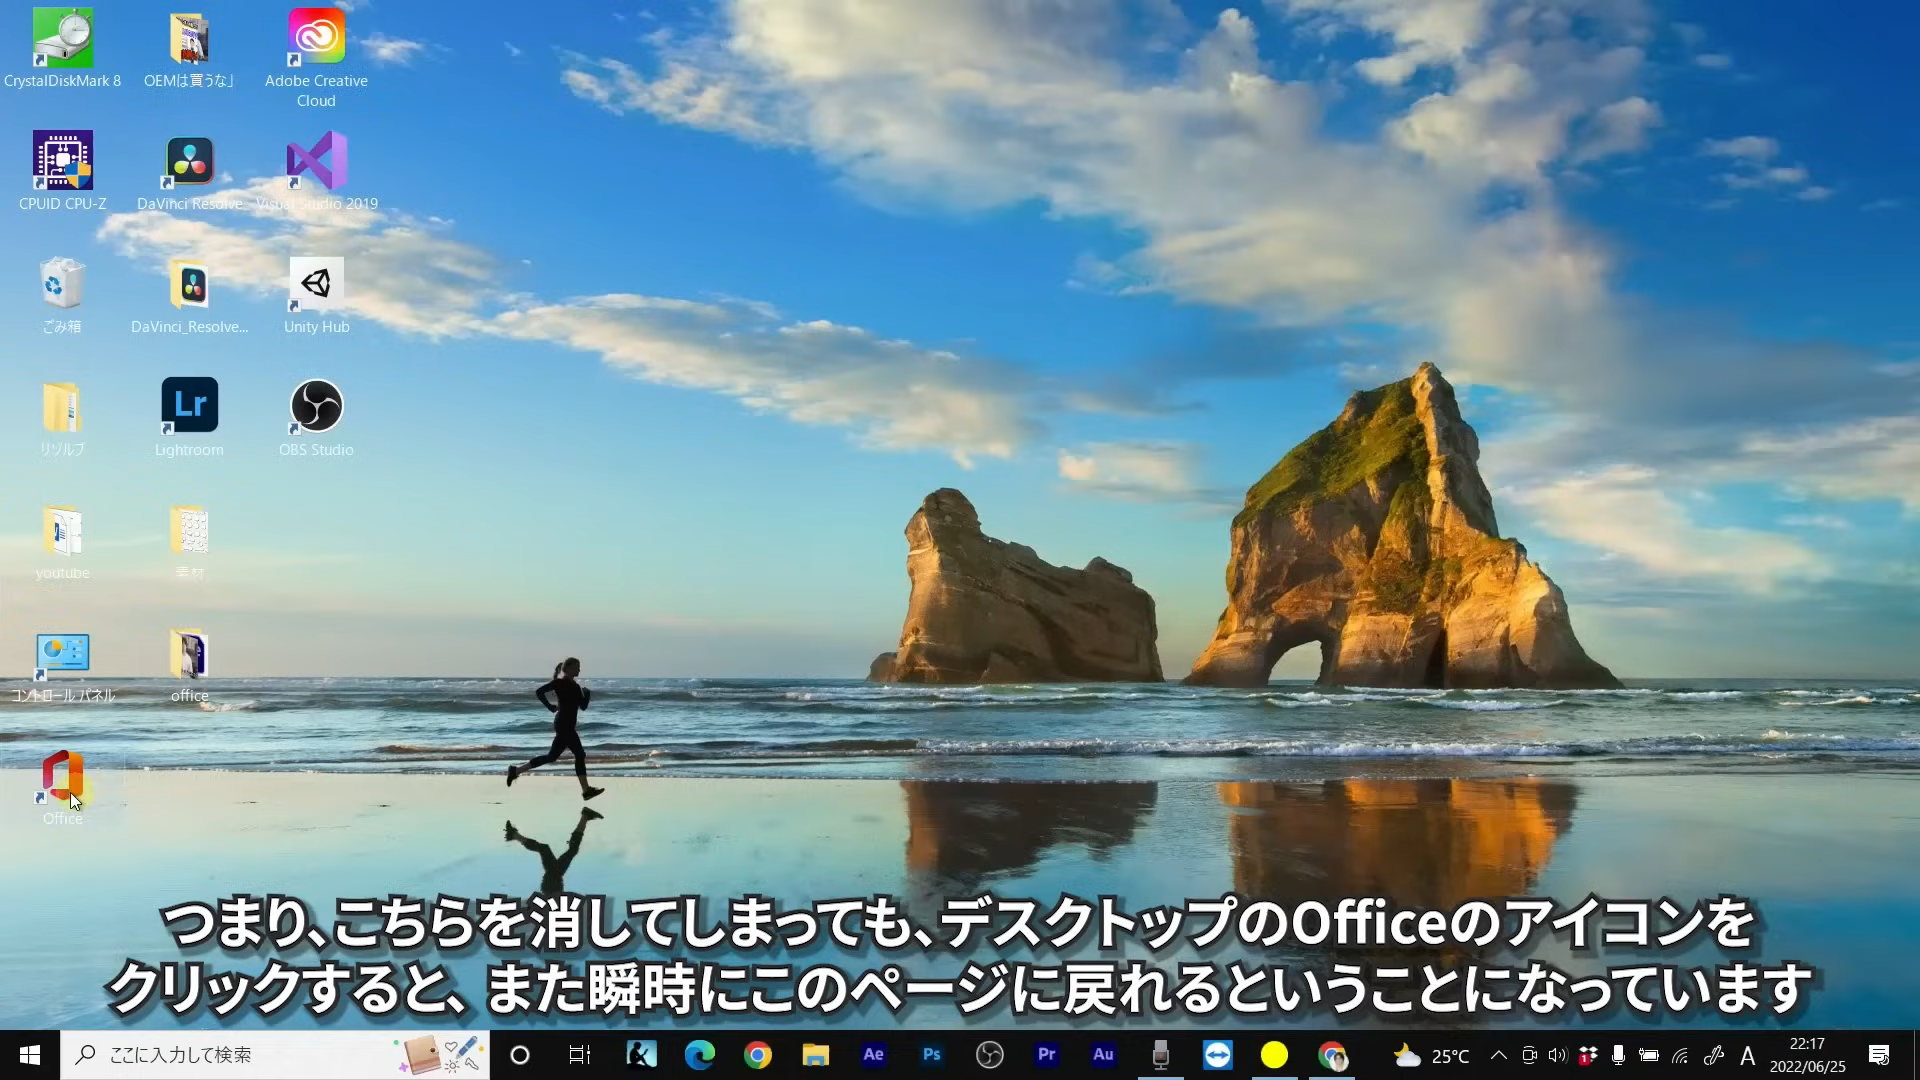 CrystalDiskMark 8
OEMは買うな」
Adobe Creative
Cloud
CPUID CPU-Z
DaVinci Resolve
Visual Studio 2019
ごみ箱
DaVinci_Resolve...
Unity Hub
リゾルブ
Lr
Lightroom
OBS Studio
youtube
素材
コントロール パネル
office
Office
つまり、こちらを消してしまっても、デスクトップのOfficeのアイコンを
クリックすると、また瞬時にこのページに戻れるということになっています
ここに入力して検索
Ae
Ps
Pr
Au
25°C
A
22:17
2022/06/25